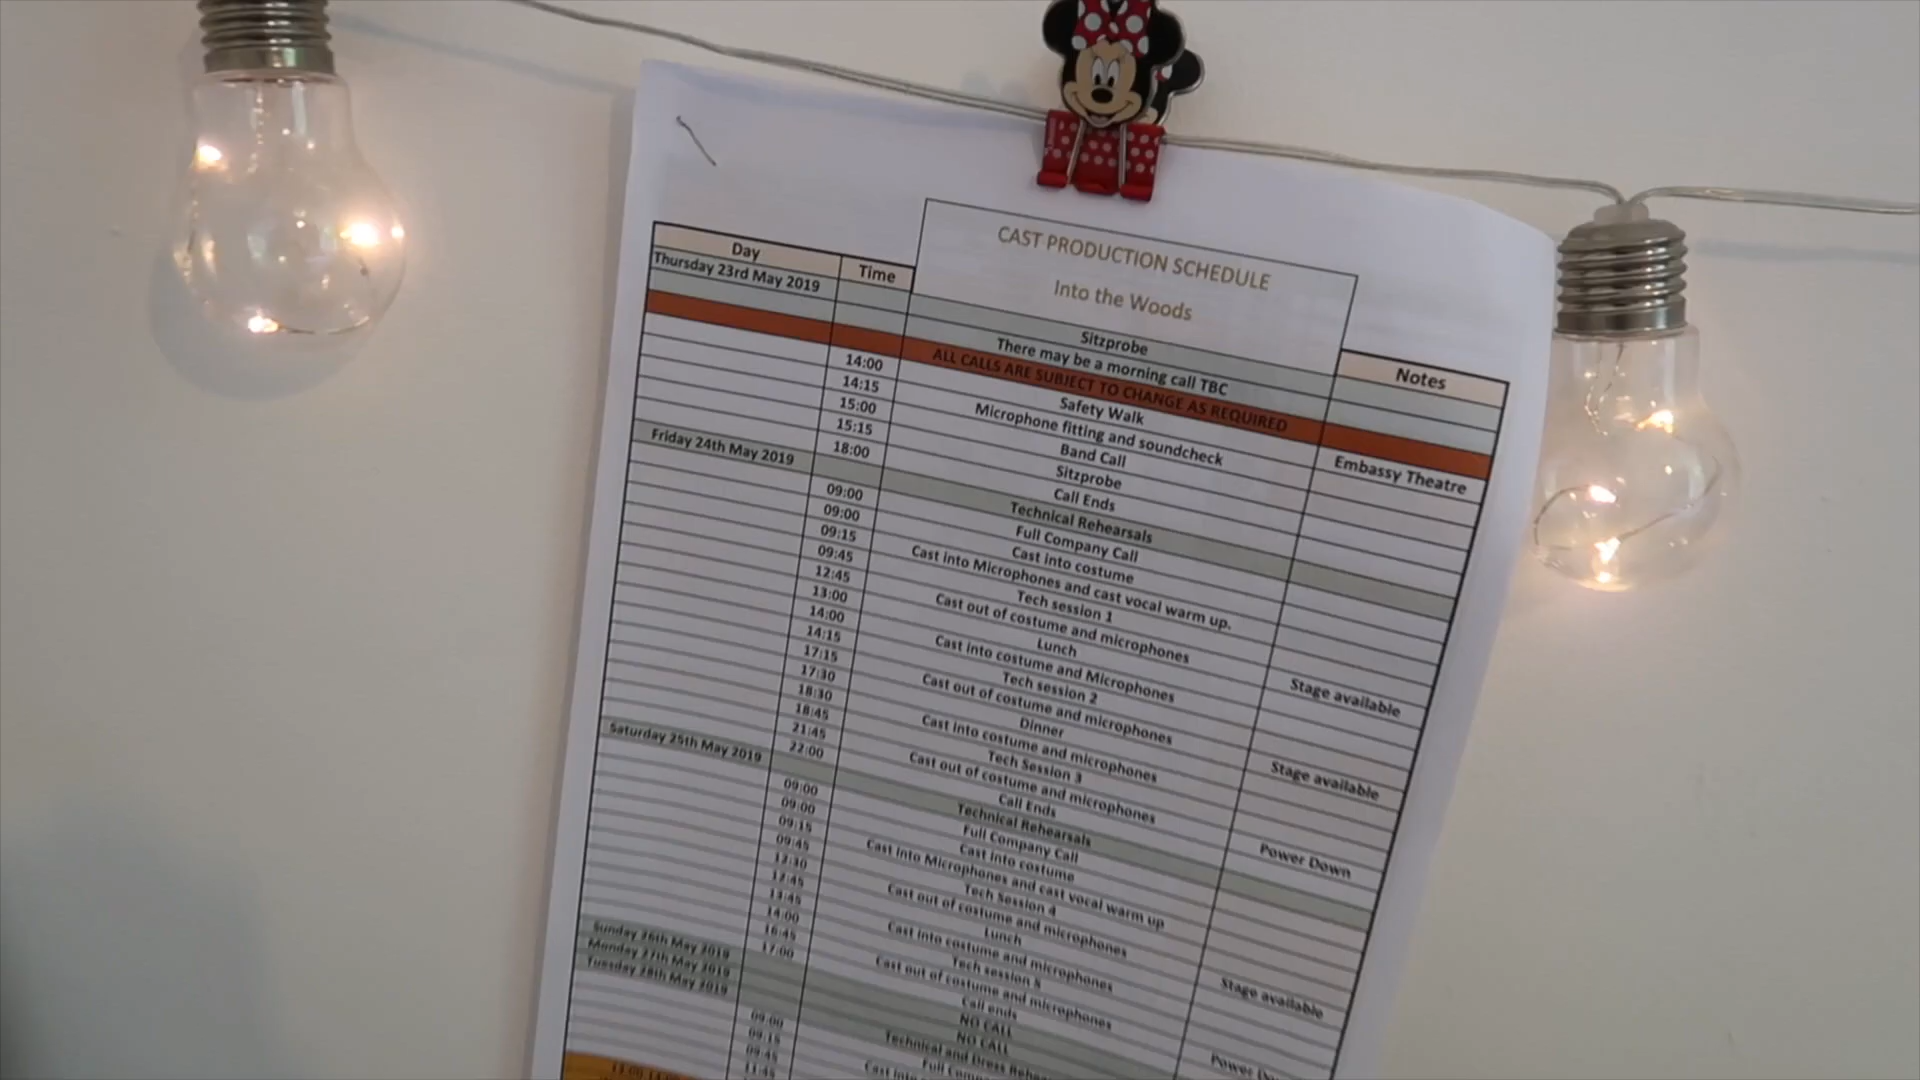 CAST PRODUCTION SCHEDULE
Into the Woods
Day Time Notes
Thursday 23rd May 2019 Sitzprobe
There may be a morning call TBC
ALL CALLS ARE SUBJECT TO CHANGE AS REQUIRED
14:00 Safety Walk Embassy Theatre
14:15 Microphone fitting and soundcheck
15:00 Band Call
15:15 Sitzprobe
18:00 Call Ends
Friday 24th May 2019 Technical Rehearsals
09:00 Full Company Call
09:00 Cast into costume
09:15 Cast into Microphones and cast vocal warm up.
09:45 Tech session 1
12:45 Cast out of costume and microphones
13:00 Lunch Stage available
14:00 Cast into costume and Microphones
14:15 Tech session 2
17:15 Cast out of costume and microphones
17:30 Dinner Stage available
18:30 Cast into costume and microphones
18:45 Tech Session 3
21:45 Cast out of costume and microphones
22:00 Call Ends Power Down
Saturday 25th May 2019 Technical Rehearsals
09:00 Full Company Call
09:00 Cast into costume
09:15 Cast into Microphones and cast vocal warm up
09:45 Tech Session 4
12:30 Cast out of costume and microphones
12:45 Lunch Stage available
13:45 Cast into costume and microphones
14:00 Tech session 5
16:45 Cast out of costume and microphones
17:00 Call ends Power
Sunday 26th May 2019 NO CALL
Monday 27th May 2019 NO CALL
Tuesday 28th May 2019 Technical and Dress
09:00 Full
09:15 Cast
09:45
11:45